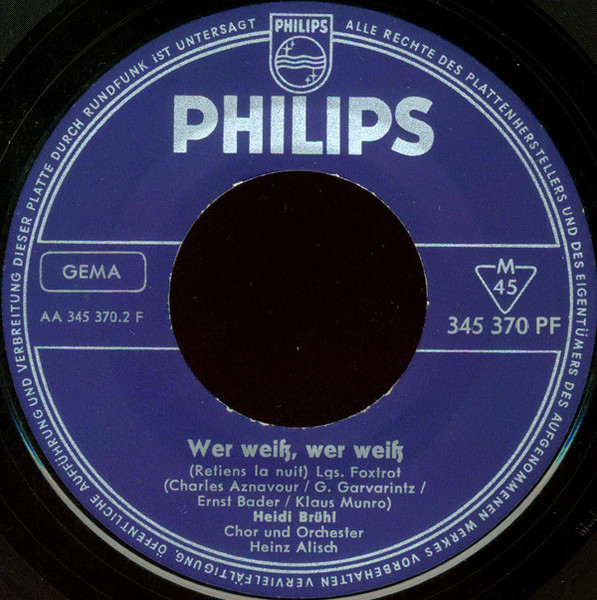 ALLE RECHTE DES PLATTENHERSTELLERS UND DES EIGENTÜMERS DES AUFGENOMMENEN WERKES VORBEHALTEN VERVIELFÄLTIGUNG, ÖFFENTLICHE AUFFÜHRUNG UND VERBREITUNG DIESER PLATTE DURCH RUNDFUNK iST UNTERSAGT
PHILIPS
PHILIPS
GEMA
M
45
AA 345 370.2 F
345 370 PF
Wer weiß, wer weiß
(Retiens la nuit) Lgs. Foxtrot
(Charles Aznavour / G. Garvarintz /
Ernst Bader / Klaus Munro)
Heidi Brühl
Chor und Orchester
Heinz Alisch